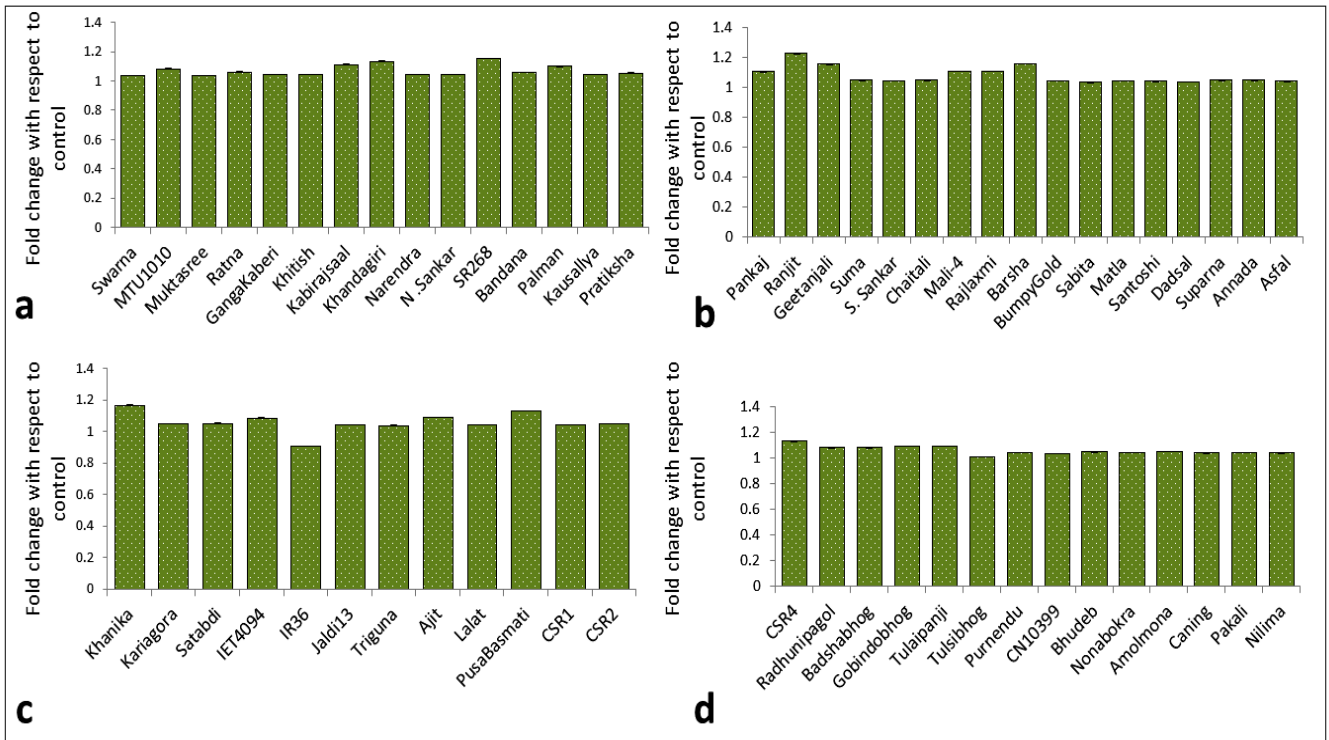 Fold change with respect to
control
1.4
1.2
1
0.8
0.6
0.4
0.2
0
Swarna
MTU1010
Muktasree
Ratna
GangaKaberi
Khitish
Kabirajsaal
Khandagiri
Narendra
N .Sankar
SR268
Bandana
Palman
Kausallya
Pratiksha
a
Fold change with respect to
control
1.4
1.2
1
0.8
0.6
0.4
0.2
0
Pankaj
Ranjit
Geetanjali
Suma
S. Sankar
Chaitali
Mali-4
Rajlaxrni
Barsha
BumpyGold
Sabita
Matla
Santoshi
Dadsal
Suparna
Annada
Asfal
b
Fold change with respect to
control
1.4
1.2
1
0.8
0.6
0.4
0.2
0
Khanika
Kariagora
Satabdi
IET4094
IR36
Jaldi13
Triguna
Ajit
Lalat
PusaBasmati
CSR1
CSR2
c
Fold change with respect to
control
1.4
1.2
1
0.8
0.6
0.4
0.2
0
CSR4
Radhunipagol
Badshabhog
Gobindobhog
Tulaipanji
Tulsibhog
Purnendu
CN10399
Bhudeb
Nonabokra
Amolmona
Caning
Pakali
Nilima
d